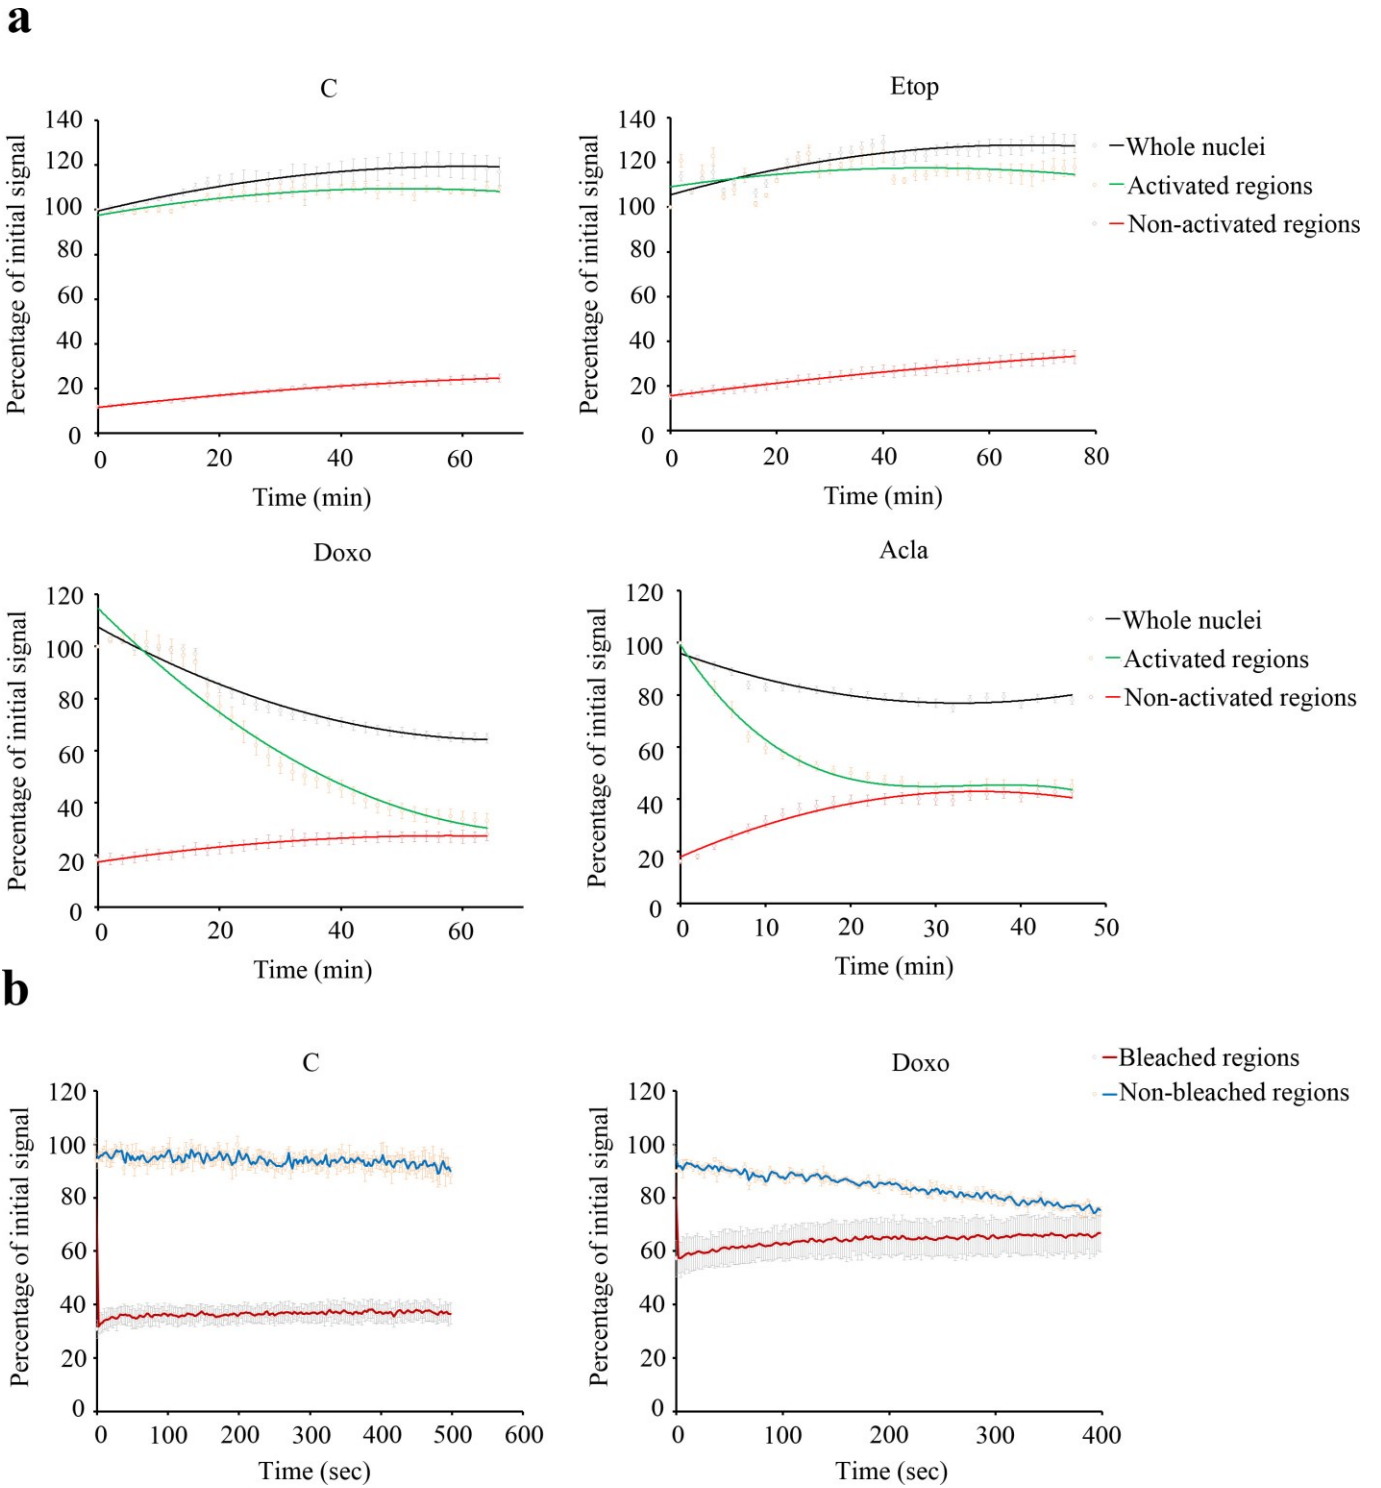 a
C
Percentage of initial signal
140
120
100
80
60
40
20
0
0 20 40 60
Time (min)
Etop
Percentage of initial signal
140
120
100
80
60
40
20
0
0 20 40 60 80
Time (min)
Whole nuclei
Activated regions
Non-activated regions
Doxo
Percentage of initial signal
120
100
80
60
40
20
0
0 20 40 60
Time (min)
Acla
Percentage of initial signal
120
100
80
60
40
20
0
0 10 20 30 40 50
Time (min)
Whole nuclei
Activated regions
Non-activated regions
b
C
Percentage of initial signal
120
100
80
60
40
20
0
0 100 200 300 400 500 600
Time (sec)
Doxo
Percentage of initial signal
120
100
80
60
40
20
0
0 100 200 300 400
Time (sec)
Bleached regions
Non-bleached regions